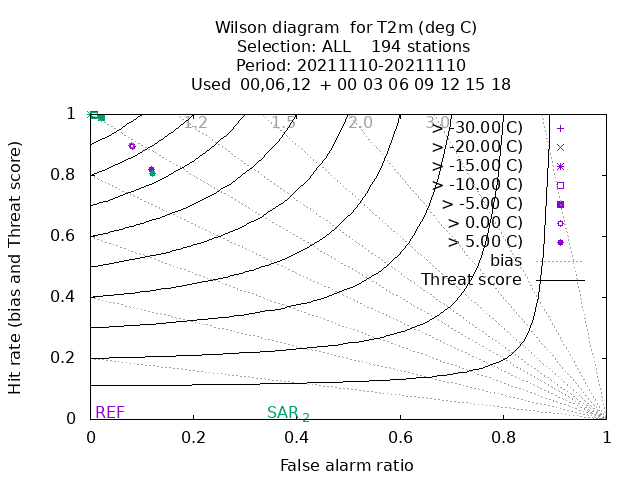 Wilson diagram  for T2m (deg C)
Selection: ALL    194 stations
Period: 20211110-20211110
Used  00,06,12  + 00 03 06 09 12 15 18
Hit rate (bias and Threat score)
1
0.8
0.6
0.4
0.2
0
1.2
1.5
2.0
3.0
> -30.00 C)
> -20.00 C)
> -15.00 C)
> -10.00 C)
> -5.00 C)
> 0.00 C)
> 5.00 C)
bias
Threat score
REF
SAR 2
0
0.2
0.4
0.6
0.8
1
False alarm ratio